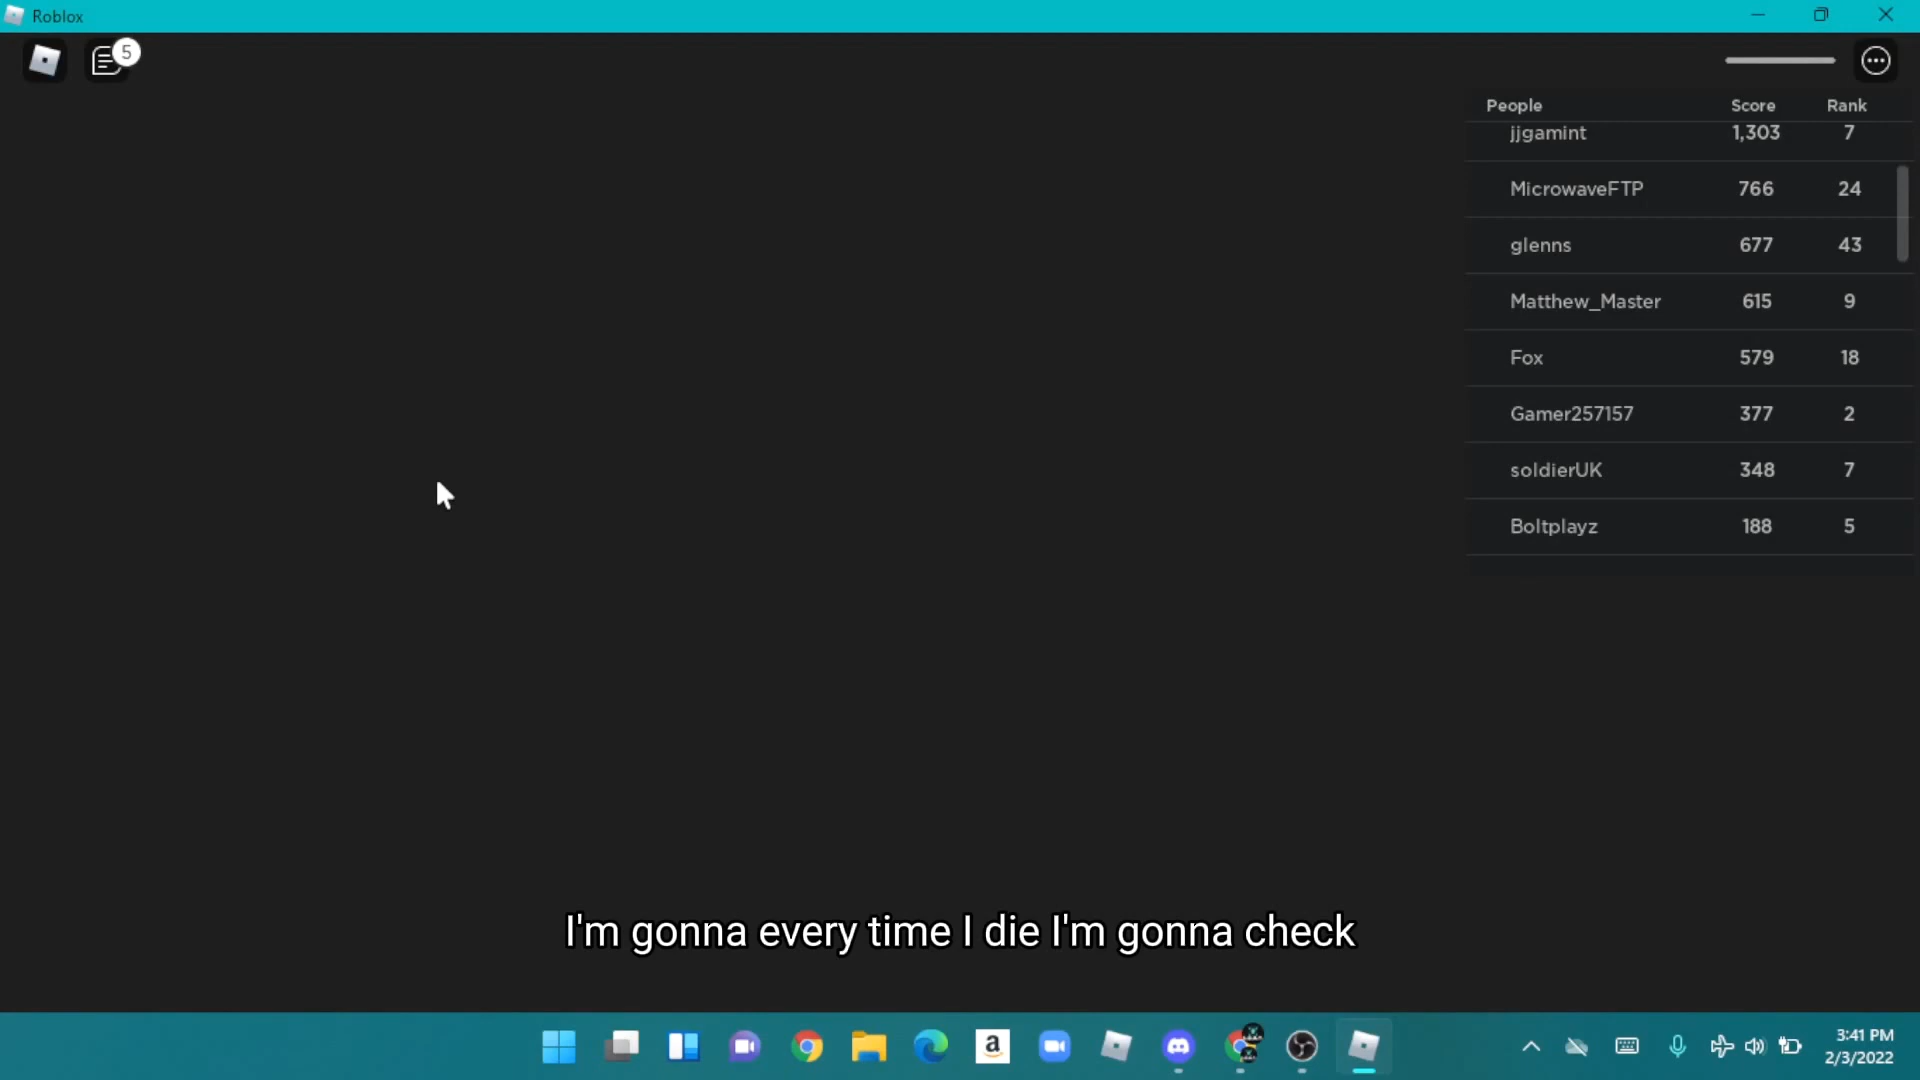 Roblox
5
People Score Rank
jjgamint 1,303 7
MicrowaveFTP 766 24
glenns 677 43
Matthew_Master 615 9
Fox 579 18
Gamer257157 377 2
soldierUK 348 7
Boltplayz 188 5
I'm gonna every time I die I'm gonna check
a
3:41 PM
2/3/2022